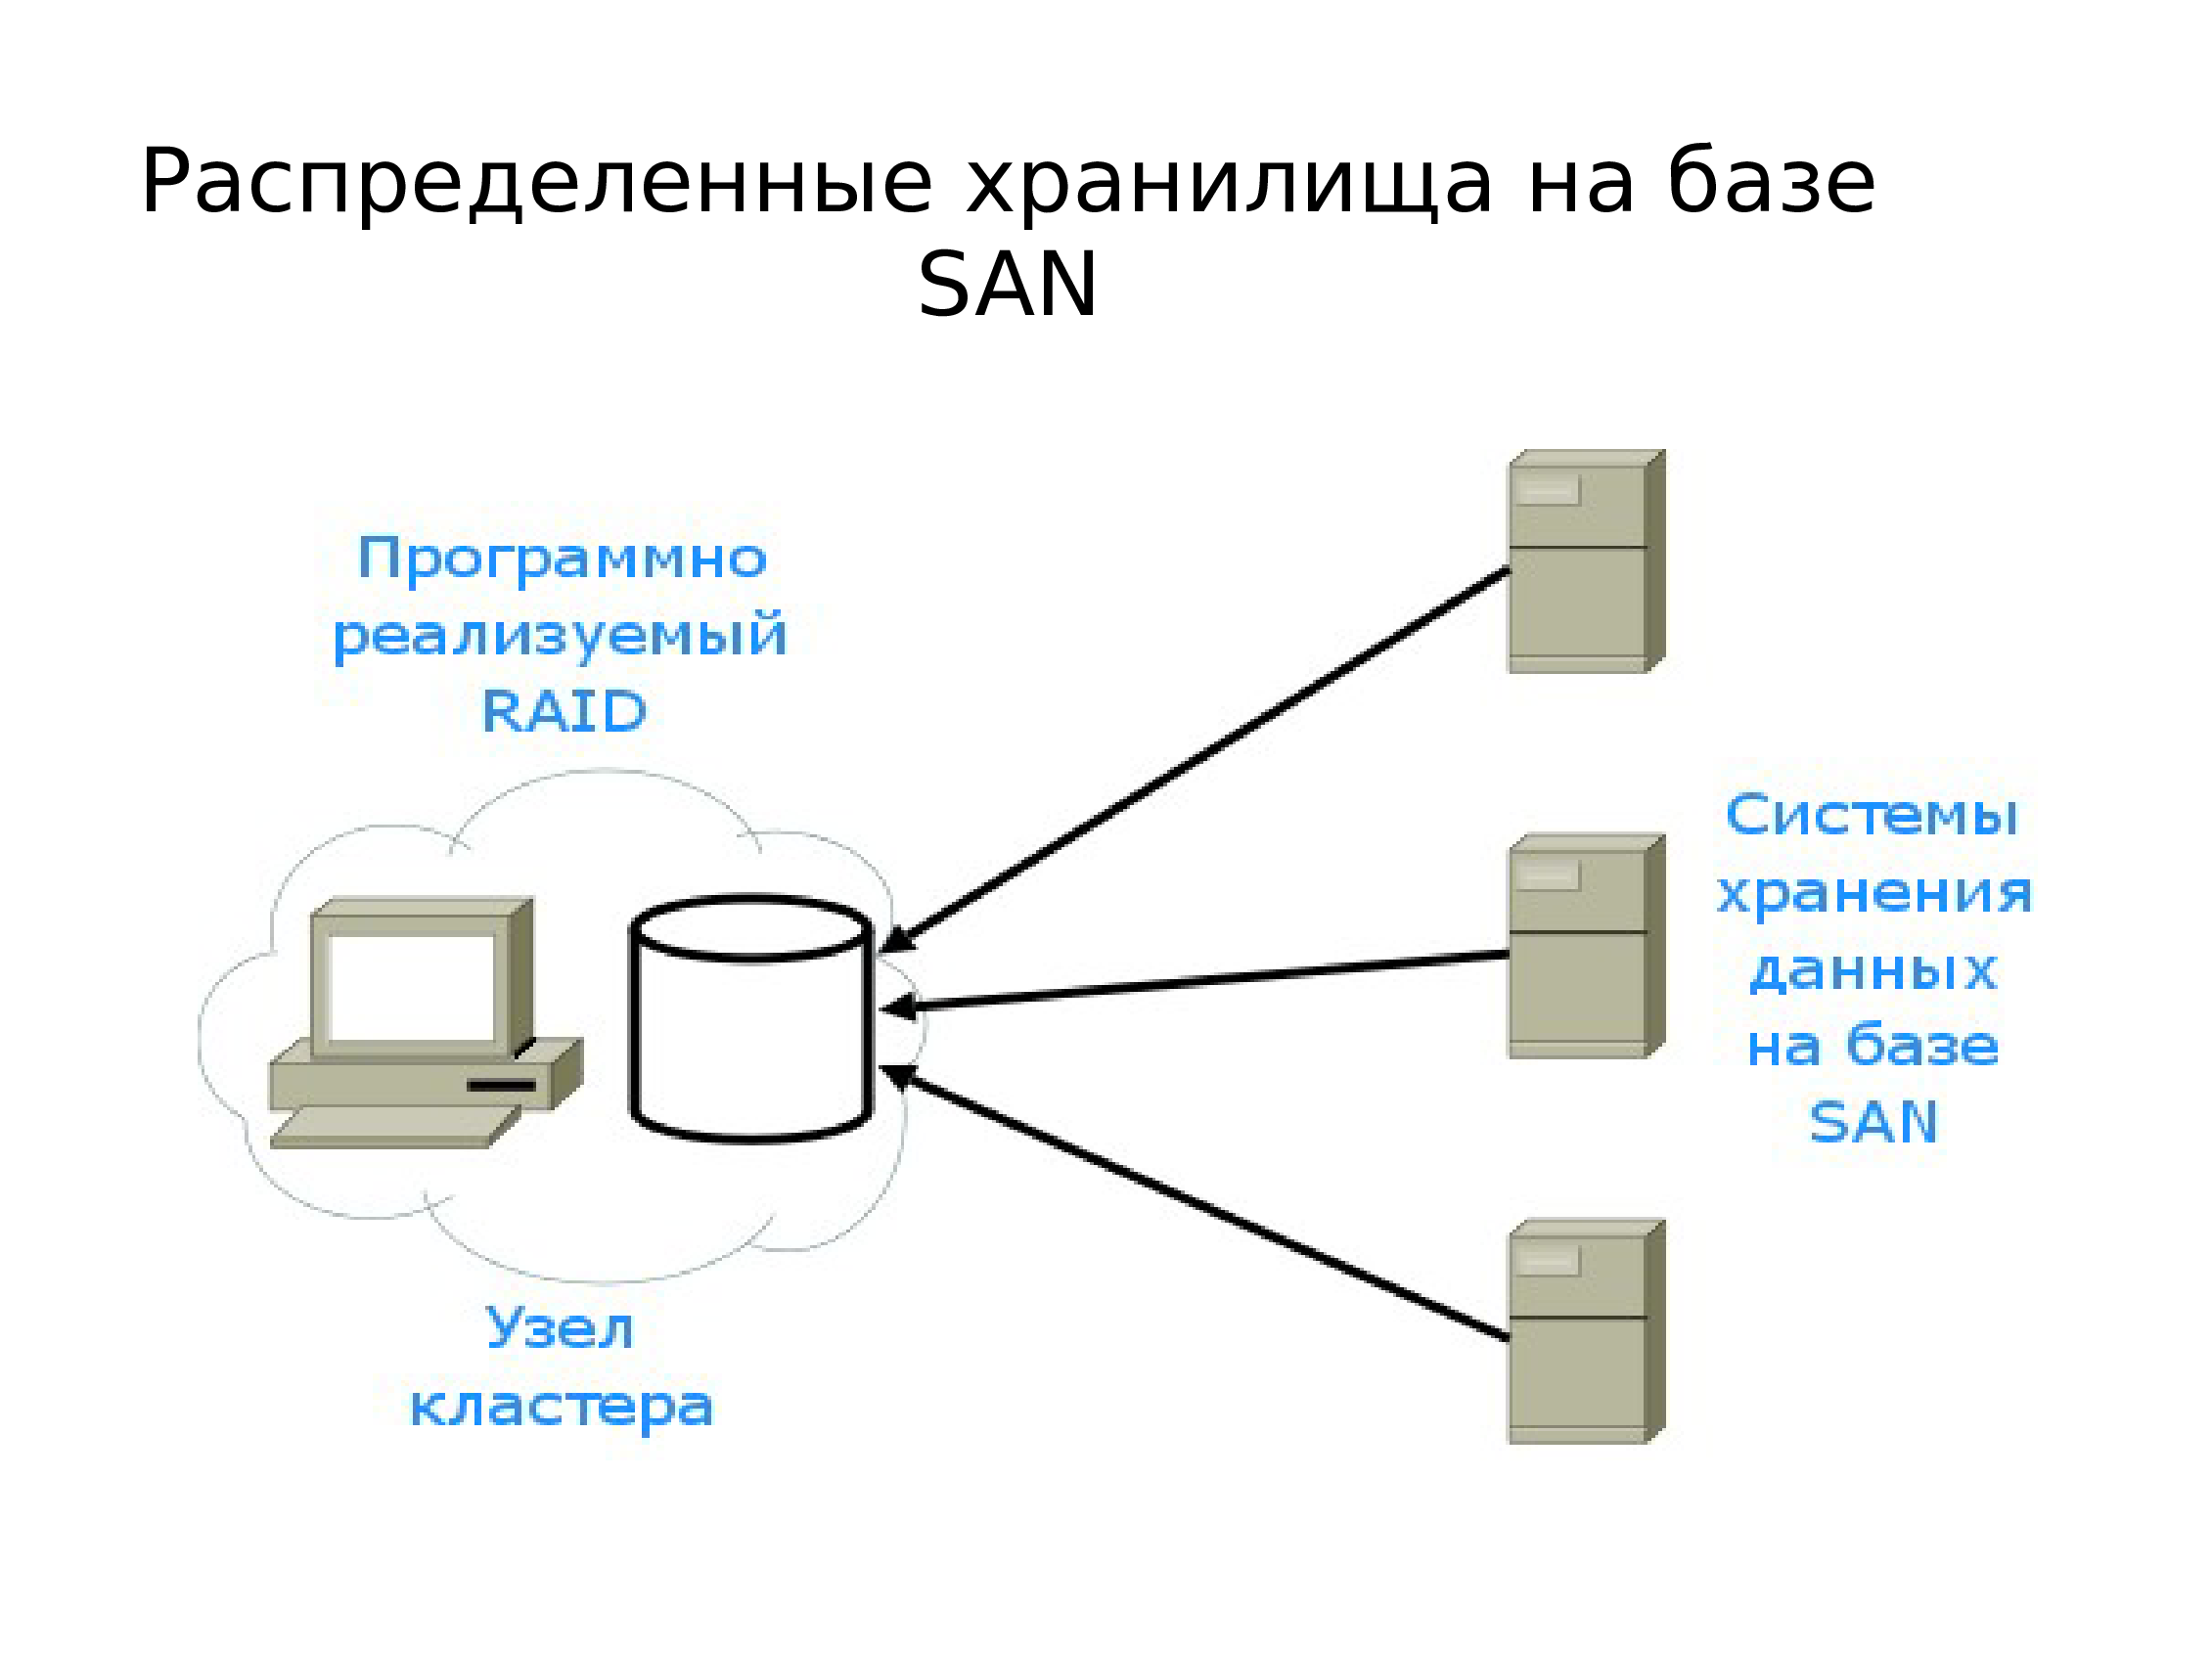 Распределенные хранилища на базе
SAN
Программно
реализуемый
RAID
Системы
хранения
данных
на базе
SAN
Узел
кластера